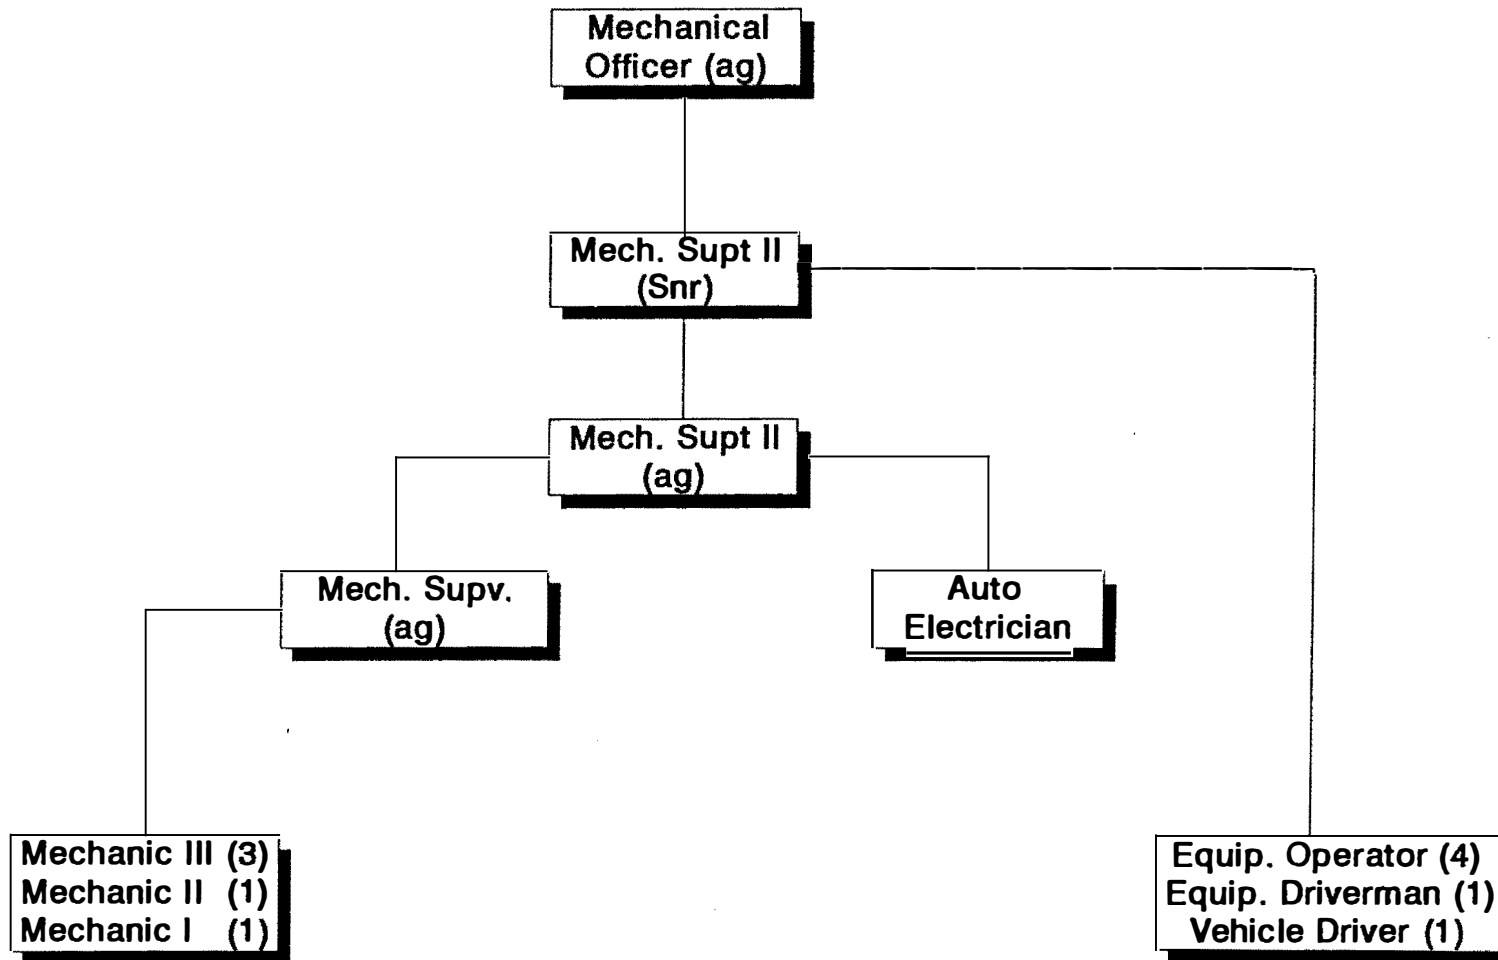 Mechanical
Officer (ag)
Mech. Supt II
(Snr)
Mech. Supt II
(ag)
Mech. Supv.
(ag)
Auto
Electrician
Mechanic III (3)
Mechanic II (1)
Mechanic I (1)
Equip. Operator (4)
Equip. Driverman (1)
Vehicle Driver (1)